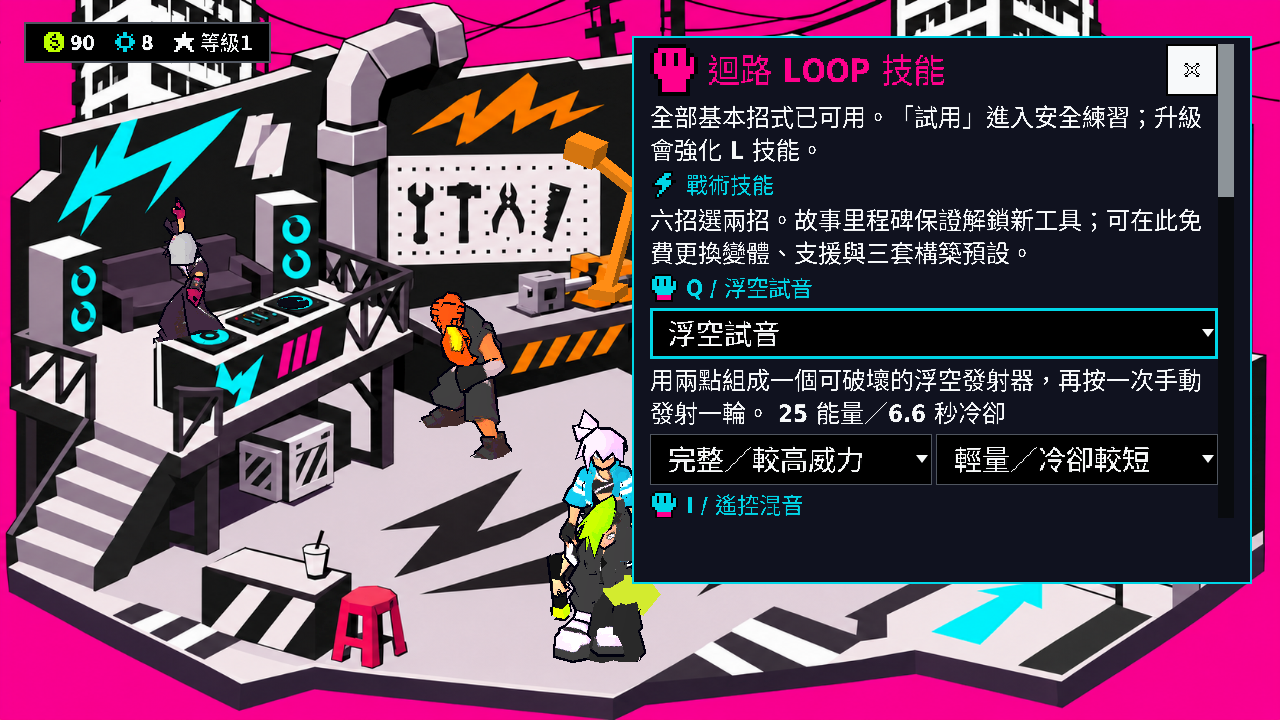 90 8 等級1
迴路 LOOP 技能
全部基本招式已可用。「試用」進入安全練習；升級
會強化 L 技能。
戰術技能
六招選兩招。故事里程碑保證解鎖新工具；可在此免
費更換變體、支援與三套構築預設。
Q / 浮空試音
浮空試音
用兩點組成一個可破壞的浮空發射器，再按一次手動
發射一輪。 25 能量／6.6 秒冷卻
完整／較高威力
輕量／冷卻較短
I / 遙控混音